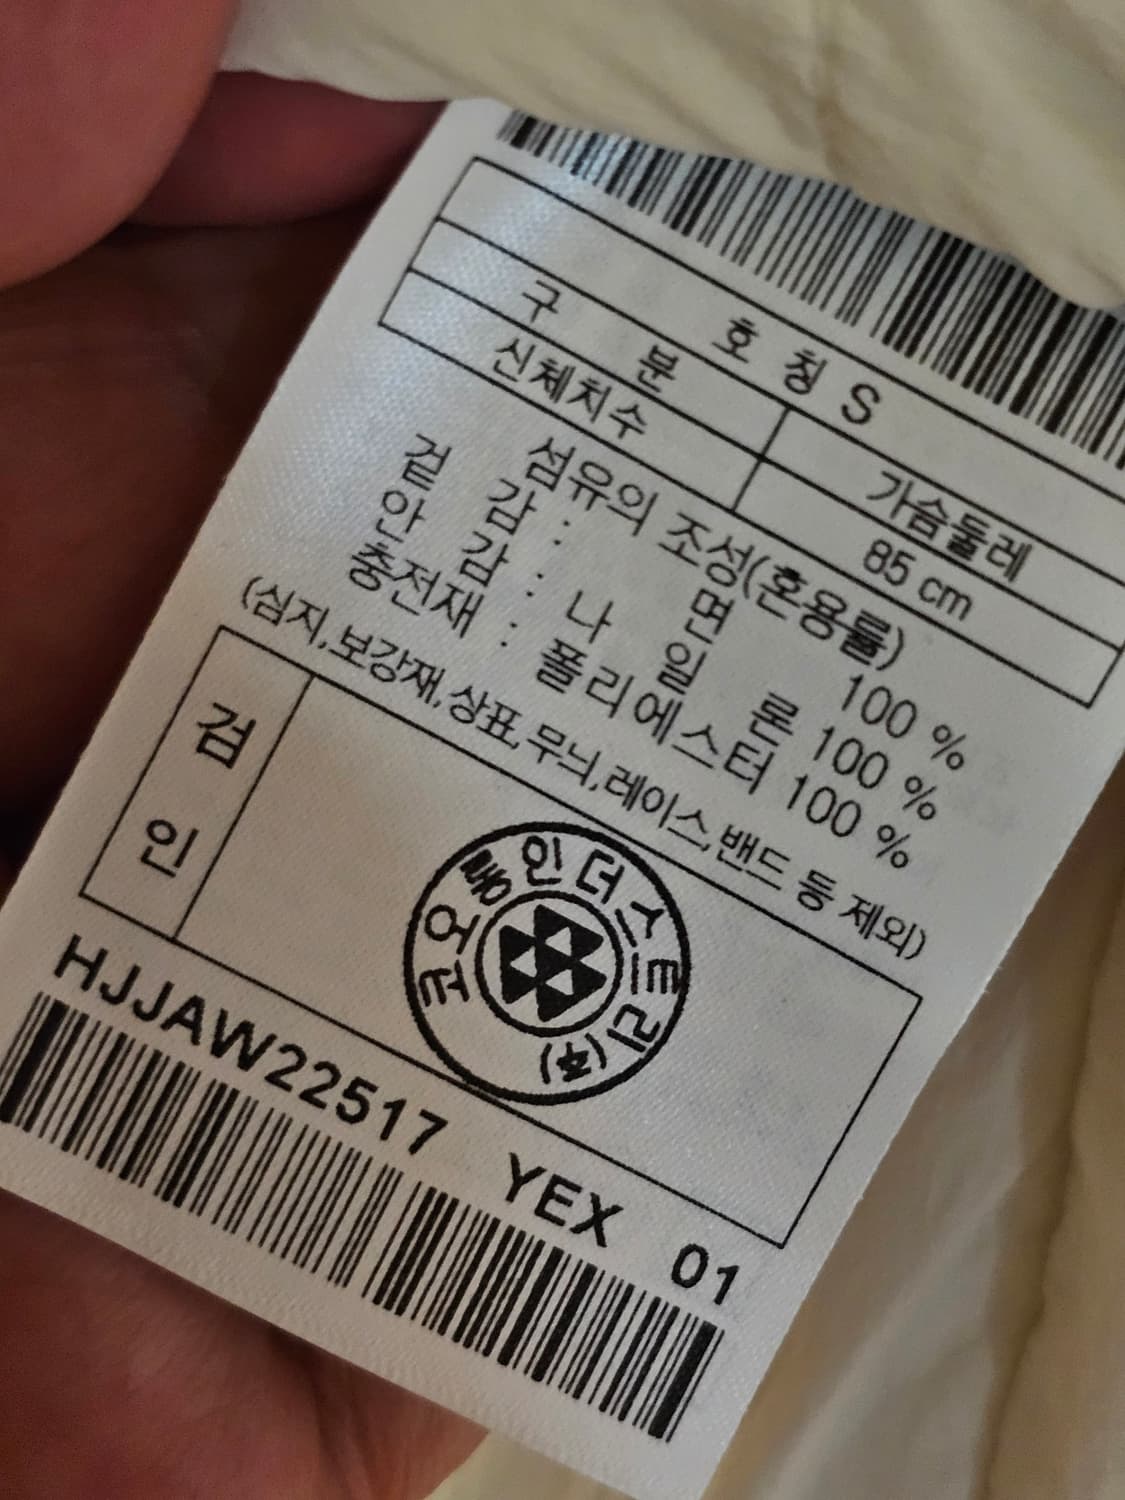 호 칭 S
구 분 가슴둘레
신체치수 85 cm
섬유의 조성(혼용률)
겉 감 : 면 100 %
안 감 : 나 일 론 100 %
충전재 : 폴리에스터 100 %
(심지,보강재,상표,무늬,레이스,밴드 등 제외)
검 인
코오롱인더스트리(주)
HJJAW22517 YEX 01